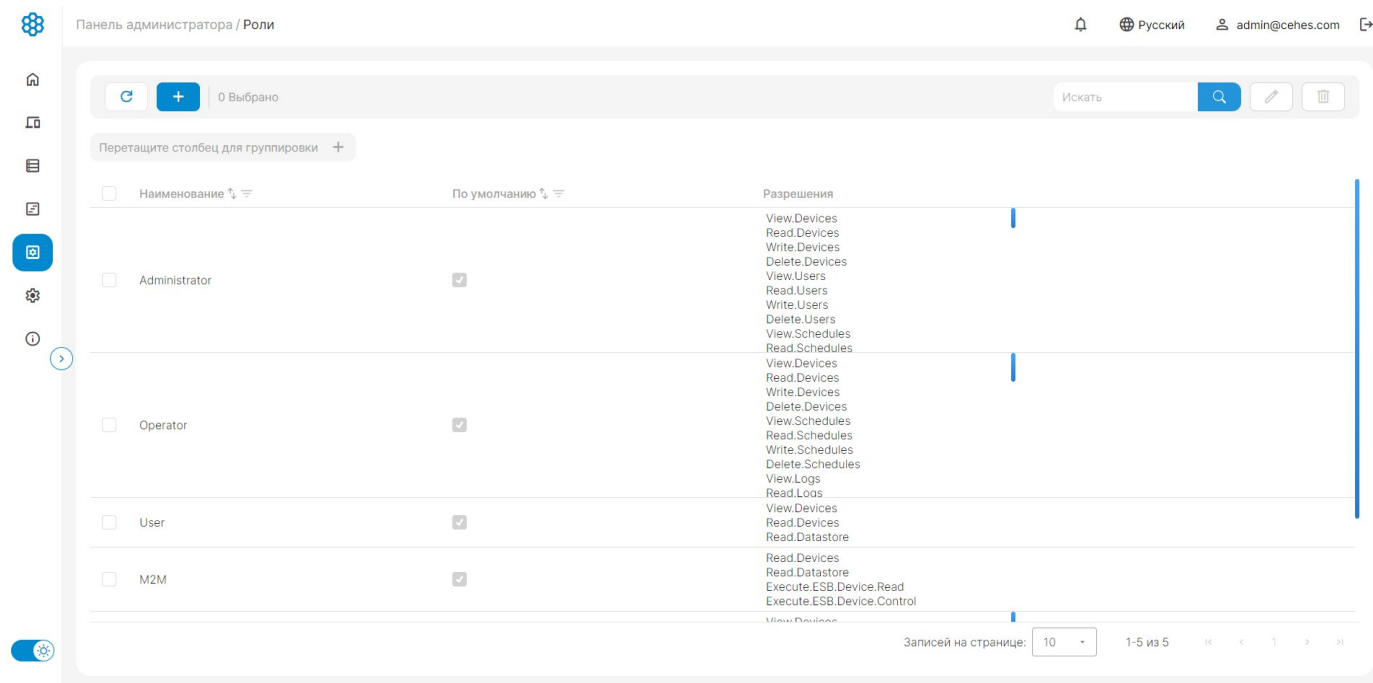 Панель администратора / Роли
Русский
admin@cehes.com
0 Выбрано
Искать
Перетащите столбец для группировки
Наименование
По умолчанию
Разрешения
Administrator
View.Devices
Read.Devices
Write.Devices
Delete.Devices
View.Users
Read.Users
Write.Users
Delete.Users
View.Schedules
Read.Schedules
Operator
View.Devices
Read.Devices
Write.Devices
Delete.Devices
View.Schedules
Read.Schedules
Write.Schedules
Delete.Schedules
View.Logs
Read.Logs
User
View.Devices
Read.Devices
Read.Datastore
M2M
Read.Devices
Read.Datastore
Execute.ESB.Device.Read
Execute.ESB.Device.Control
View.Devices
Записей на странице: 10
1-5 из 5
1